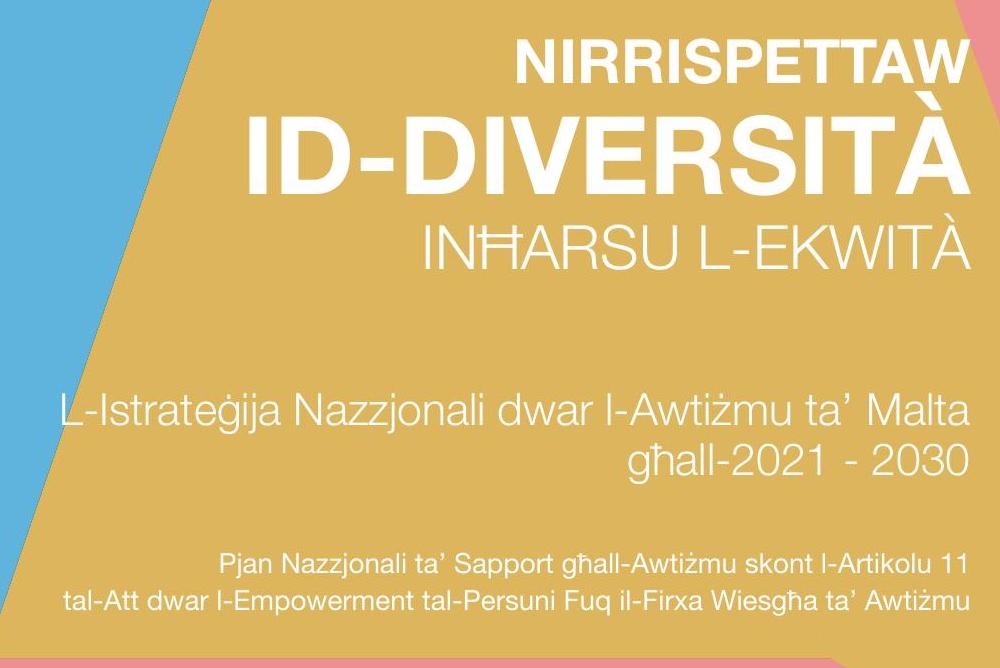 NIRRISPETTAW
ID-DIVERSITÀ
INĦARSU L-EKWITÀ
L-Istrateġija Nazzjonali dwar l-Awtiżmu ta’ Malta
għall-2021 - 2030
Pjan Nazzjonali ta’ Sapport għall-Awtiżmu skont l-Artikolu 11
tal-Att dwar l-Empowerment tal-Persuni Fuq il-Firxa Wiesgħa ta’ Awtiżmu